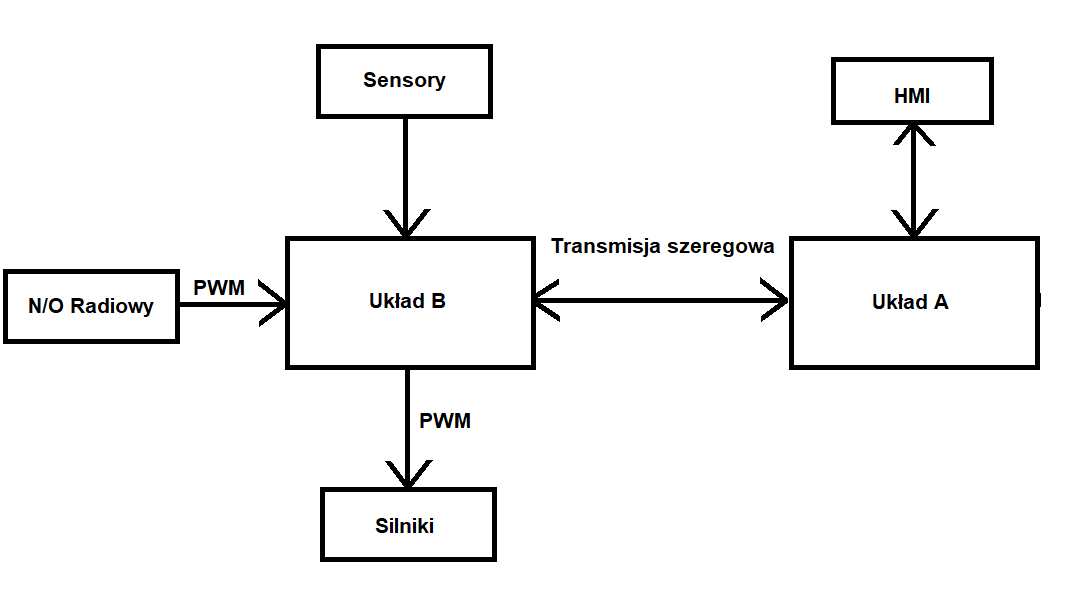 Sensory
HMI
Transmisja szeregowa
PWM
N/O Radiowy
Układ B
Układ A
PWM
Silniki